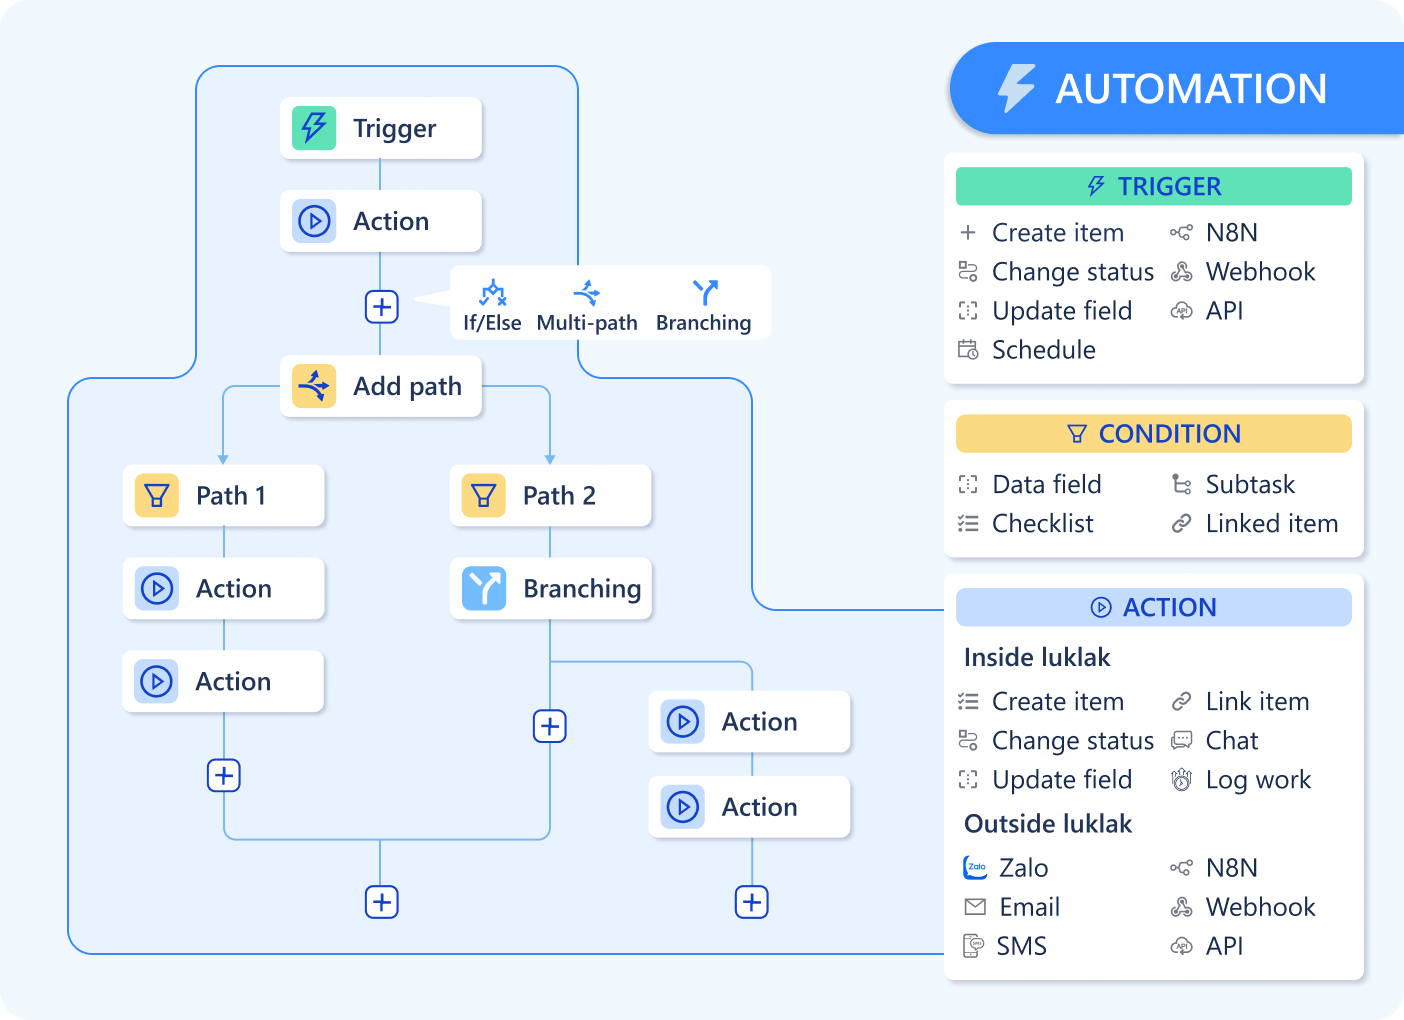 Trigger
Action
If/Else Multi-path Branching
Add path
Path 1
Path 2
Action
Branching
Action
Action
Action
AUTOMATION
TRIGGER
Create item N8N
Change status Webhook
Update field API
Schedule
CONDITION
Data field Subtask
Checklist Linked item
ACTION
Inside luklak
Create item Link item
Change status Chat
Update field Log work
Outside luklak
Zalo Zalo N8N
Email Webhook
SMS API